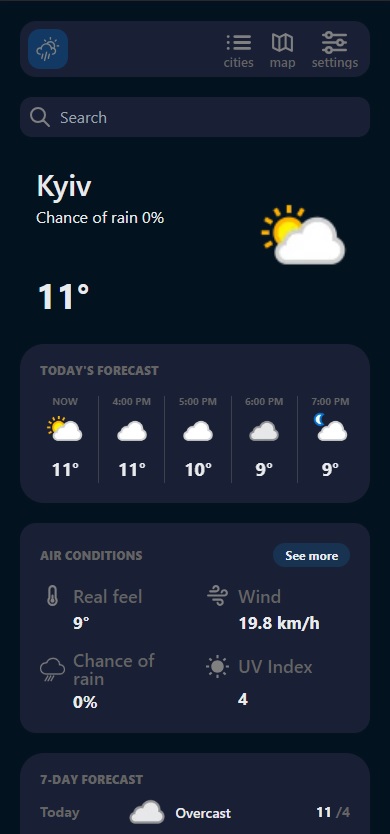 cities map settings
Search
Kyiv
Chance of rain 0%
11°
TODAY'S FORECAST
NOW 4:00 PM 5:00 PM 6:00 PM 7:00 PM
11° 11° 10° 9° 9°
AIR CONDITIONS See more
Real feel Wind
9° 19.8 km/h
Chance of
rain UV Index
0% 4
7-DAY FORECAST
Today Overcast 11 /4